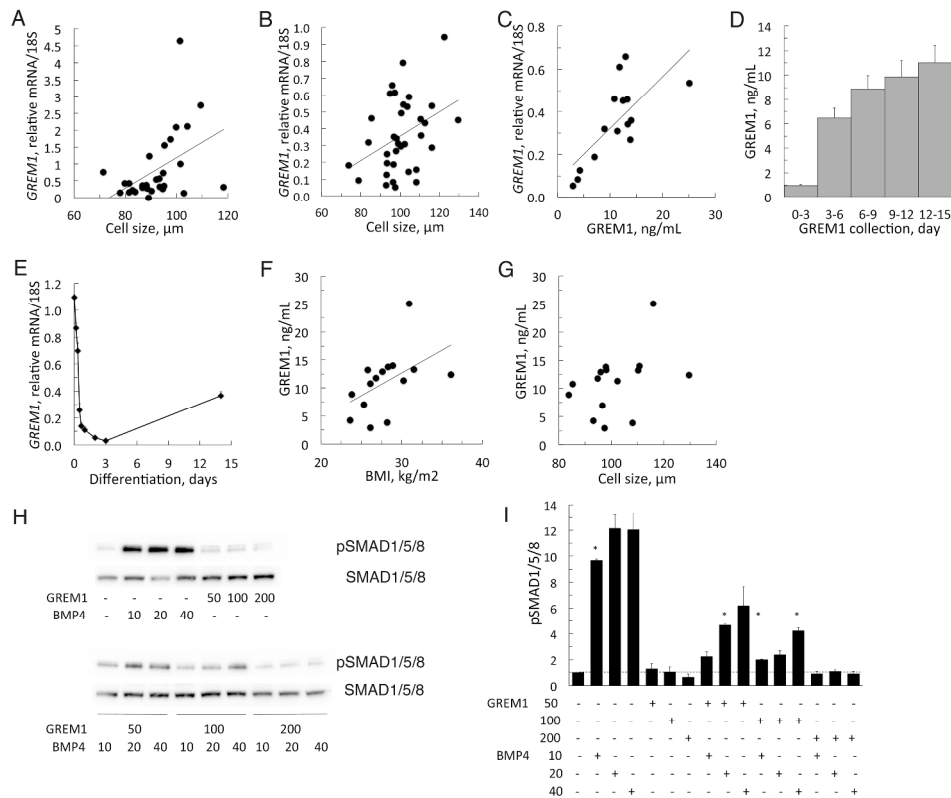 A
GREM1, relative mRNA/18S
5
4.5
4
3.5
3
2.5
2
1.5
1
0.5
0
60 80 100 120
Cell size, µm
B
GREM1, relative mRNA/18S
1.0
0.9
0.8
0.7
0.6
0.5
0.4
0.3
0.2
0.1
0.0
60 80 100 120 140
Cell size, µm
C
GREM1, relative mRNA/18S
0.8
0.6
0.4
0.2
0.0
0 10 20 30
GREM1, ng/mL
D
GREM1, ng/mL
14
12
10
8
6
4
2
0
0-3 3-6 6-9 9-12 12-15
GREM1 collection, day
E
GREM1, relative mRNA/18S
1.2
1.0
0.8
0.6
0.4
0.2
0.0
0 3 6 9 12 15
Differentiation, days
F
GREM1, ng/mL
30
25
20
15
10
5
0
20 30 40
BMI, kg/m2
G
GREM1, ng/mL
30
25
20
15
10
5
0
80 100 120 140
Cell size, µm
H
pSMAD1/5/8
SMAD1/5/8
GREM1 - - - - 50 100 200
BMP4 - 10 20 40 - - -
pSMAD1/5/8
SMAD1/5/8
GREM1 50 100 200
BMP4 10 20 40 10 20 40 10 20 40
I
pSMAD1/5/8
14
12
10
8
6
4
2
0
* * * *
GREM1 50 - - - - + - - + + + - - - - - -
100 - - - - - + - - - - + + + - - -
200 - - - - - - + - - - - - - + + +
BMP4 10 - + - - - - - + - - + - - + - -
20 - - + - - - - - + - - + - - + -
40 - - - + - - - - - + - - + - - +